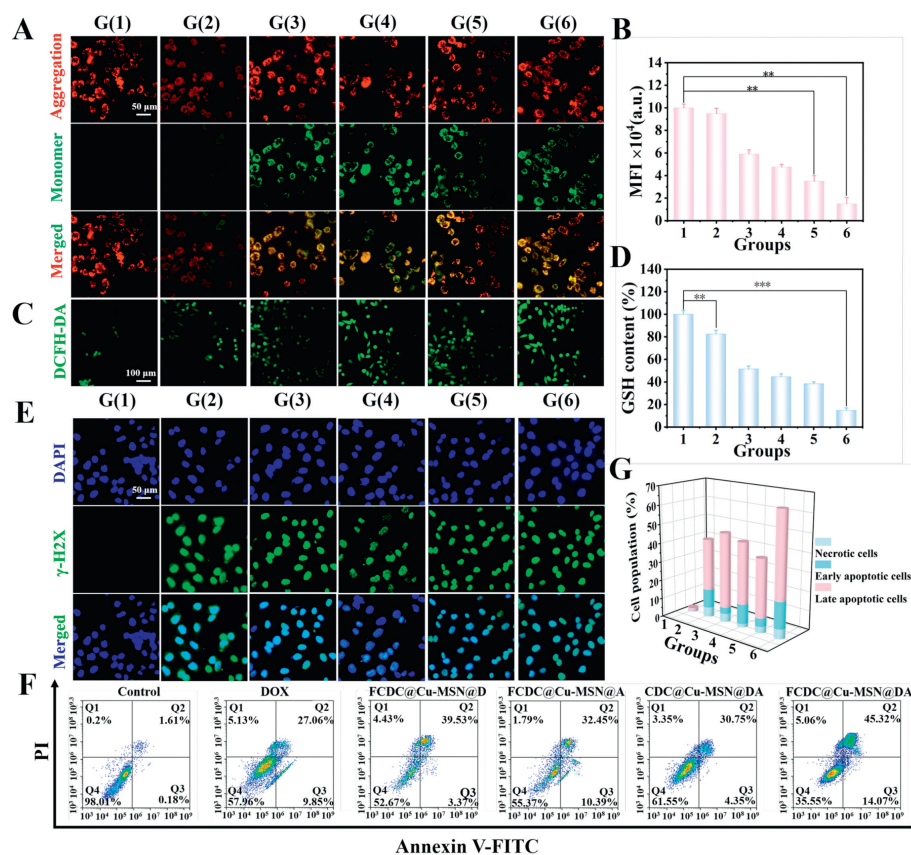 A
G(1) G(2) G(3) G(4) G(5) G(6)
Aggregation
50 µm
Monomer
Merged
B
14
12
10
8
6
4
2
0
MFI ×10⁴(a.u.)
**
**
1 2 3 4 5 6
Groups
C
DCFH-DA
100 µm
D
140
120
100
80
60
40
20
0
GSH content (%)
**
***
1 2 3 4 5 6
Groups
E
G(1) G(2) G(3) G(4) G(5) G(6)
DAPI
50 µm
γ-H2X
Merged
G
70
60
50
40
30
20
10
0
Cell population (%)
1 2 3 4 5 6
Groups
Necrotic cells
Early apoptotic cells
Late apoptotic cells
F
PI
Control
Q1 Q2
0.2% 1.61%
Q4 Q3
98.01% 0.18%
DOX
Q1 Q2
5.13% 27.06%
Q4 Q3
57.96% 9.85%
FCDC@Cu-MSN@D
Q1 Q2
4.43% 39.53%
Q4 Q3
52.67% 3.37%
FCDC@Cu-MSN@A
Q1 Q2
1.79% 32.45%
Q4 Q3
55.37% 10.39%
CDC@Cu-MSN@DA
Q1 Q2
3.35% 30.75%
Q4 Q3
61.55% 4.35%
FCDC@Cu-MSN@DA
Q1 Q2
5.06% 45.32%
Q4 Q3
35.55% 14.07%
Annexin V-FITC